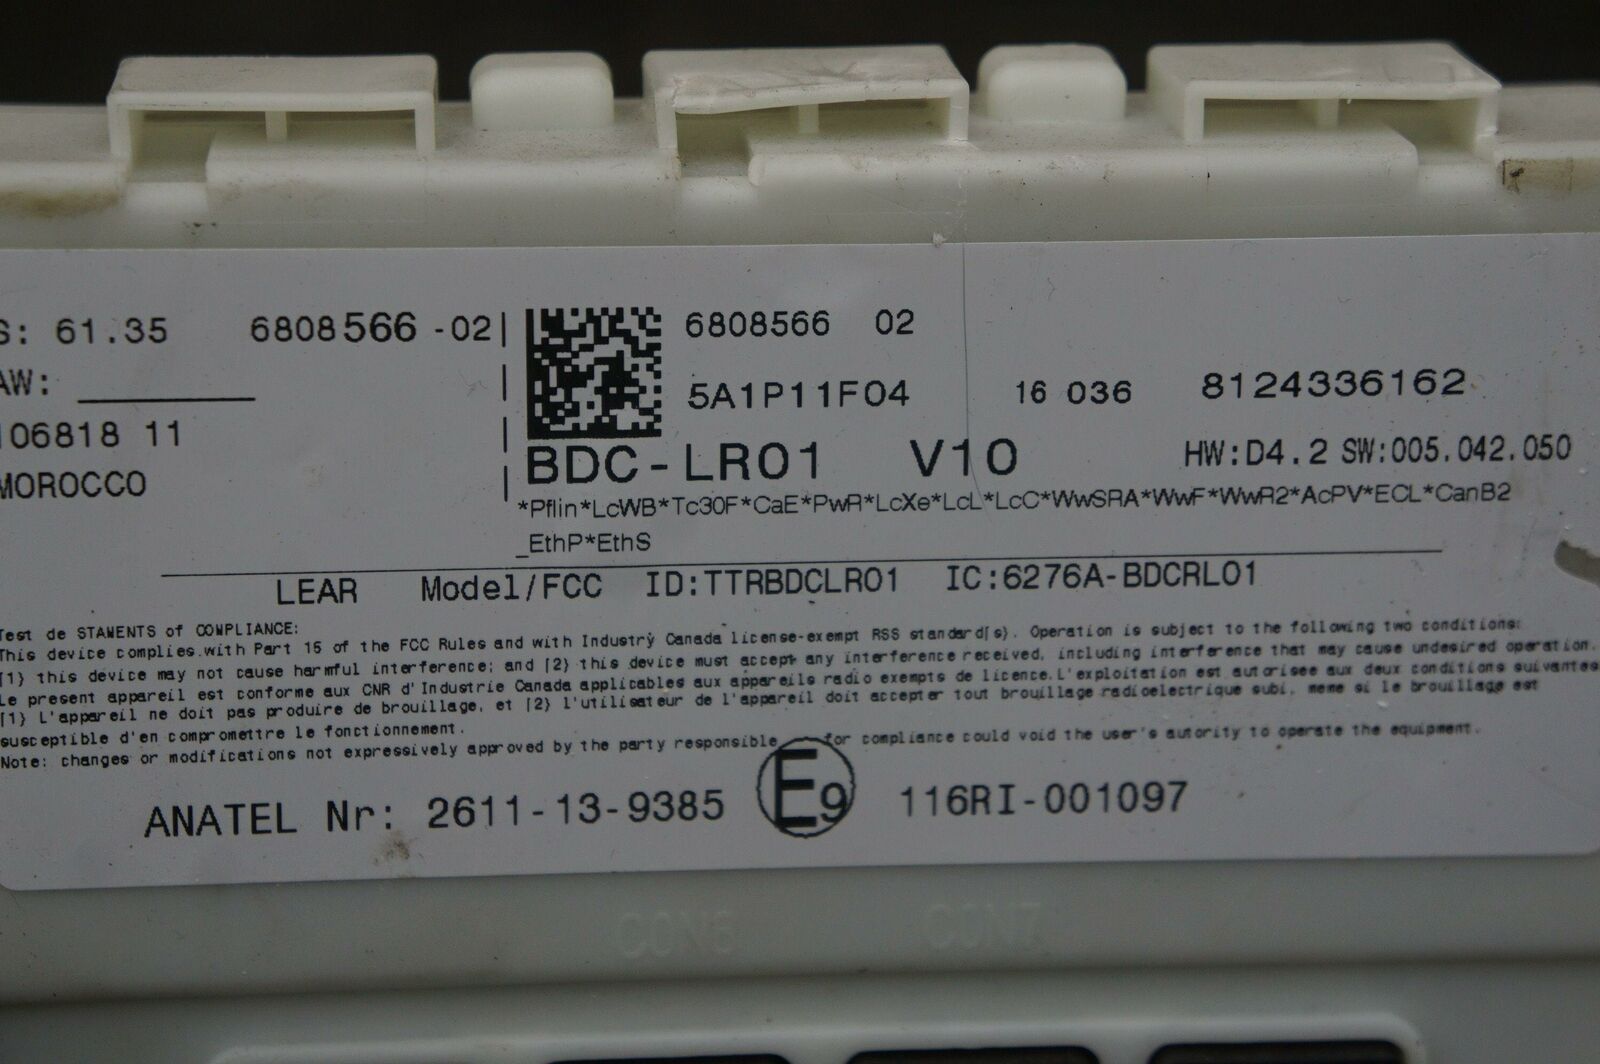 S: 61.35 6808566 -02
AW:
106818 11
MOROCCO
6808566 02
5A1P11F04 16 036 8124336162
BDC-LR01 V10 HW:D4.2 SW:005.042.050
*Pflin*LcWB*Tc30F*CaE*PwR*LcXe*LcL*LcC*WwSRA*WwF*WwR2*AcPV*ECL*CanB2
_EthP*EthS
LEAR Model/FCC ID:TTRBDCLR01 IC:6276A-BDCRL01
Test de STAMENTS of COMPLIANCE:
This device complies.with Part 15 of the FCC Rules and with Industry Canada license-exempt RSS standard(s). Operation is subject to the following two conditions:
(1) this device may not cause harmful interference; and (2) this device must accept any interference received, including interference that may cause undesired operation.
Le present appareil est conforme aux CNR d'Industrie Canada applicables aux appareils radio exempts de licence.L'exploitation est autorisee aux deux conditions suivantes
(1) L'appareil ne doit pas produire de brouillage, et (2) l'utilisateur de l'appareil doit accepter tout brouillage radioelectrique subi, meme si le brouillage est
susceptible d'en compromettre le fonctionnement.
Note: changes or modifications not expressively approved by the party responsible for compliance could void the user's autority to operate the equipment.
ANATEL Nr: 2611-13-9385 E9 116RI-001097
CON6 CON7